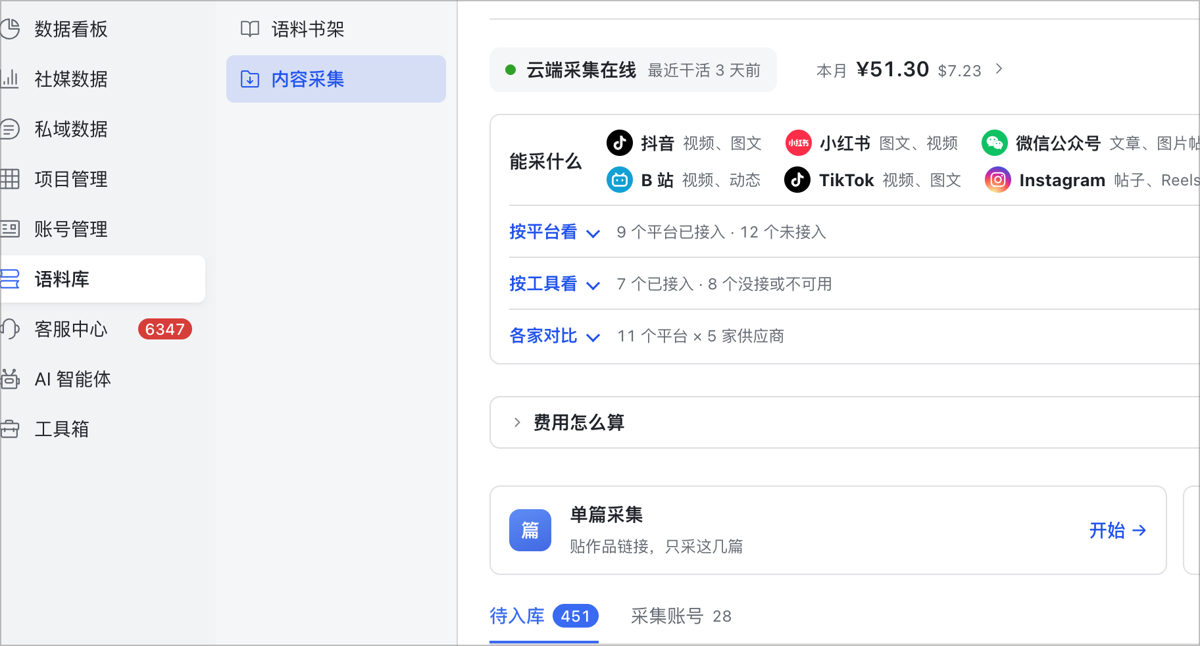 数据看板
社媒数据
私域数据
项目管理
账号管理
语料库
客服中心 6347
AI 智能体
工具箱
语料书架
内容采集
云端采集在线 最近干活 3 天前
本月 ¥51.30 $7.23
能采什么
抖音 视频、图文
小红书 小红书 图文、视频
微信公众号 文章、图片帖
B 站 视频、动态
TikTok 视频、图文
Instagram 帖子、Reels
按平台看 9 个平台已接入 · 12 个未接入
按工具看 7 个已接入 · 8 个没接或不可用
各家对比 11 个平台 × 5 家供应商
费用怎么算
篇
单篇采集
贴作品链接，只采这几篇
开始 →
待入库 451
采集账号 28